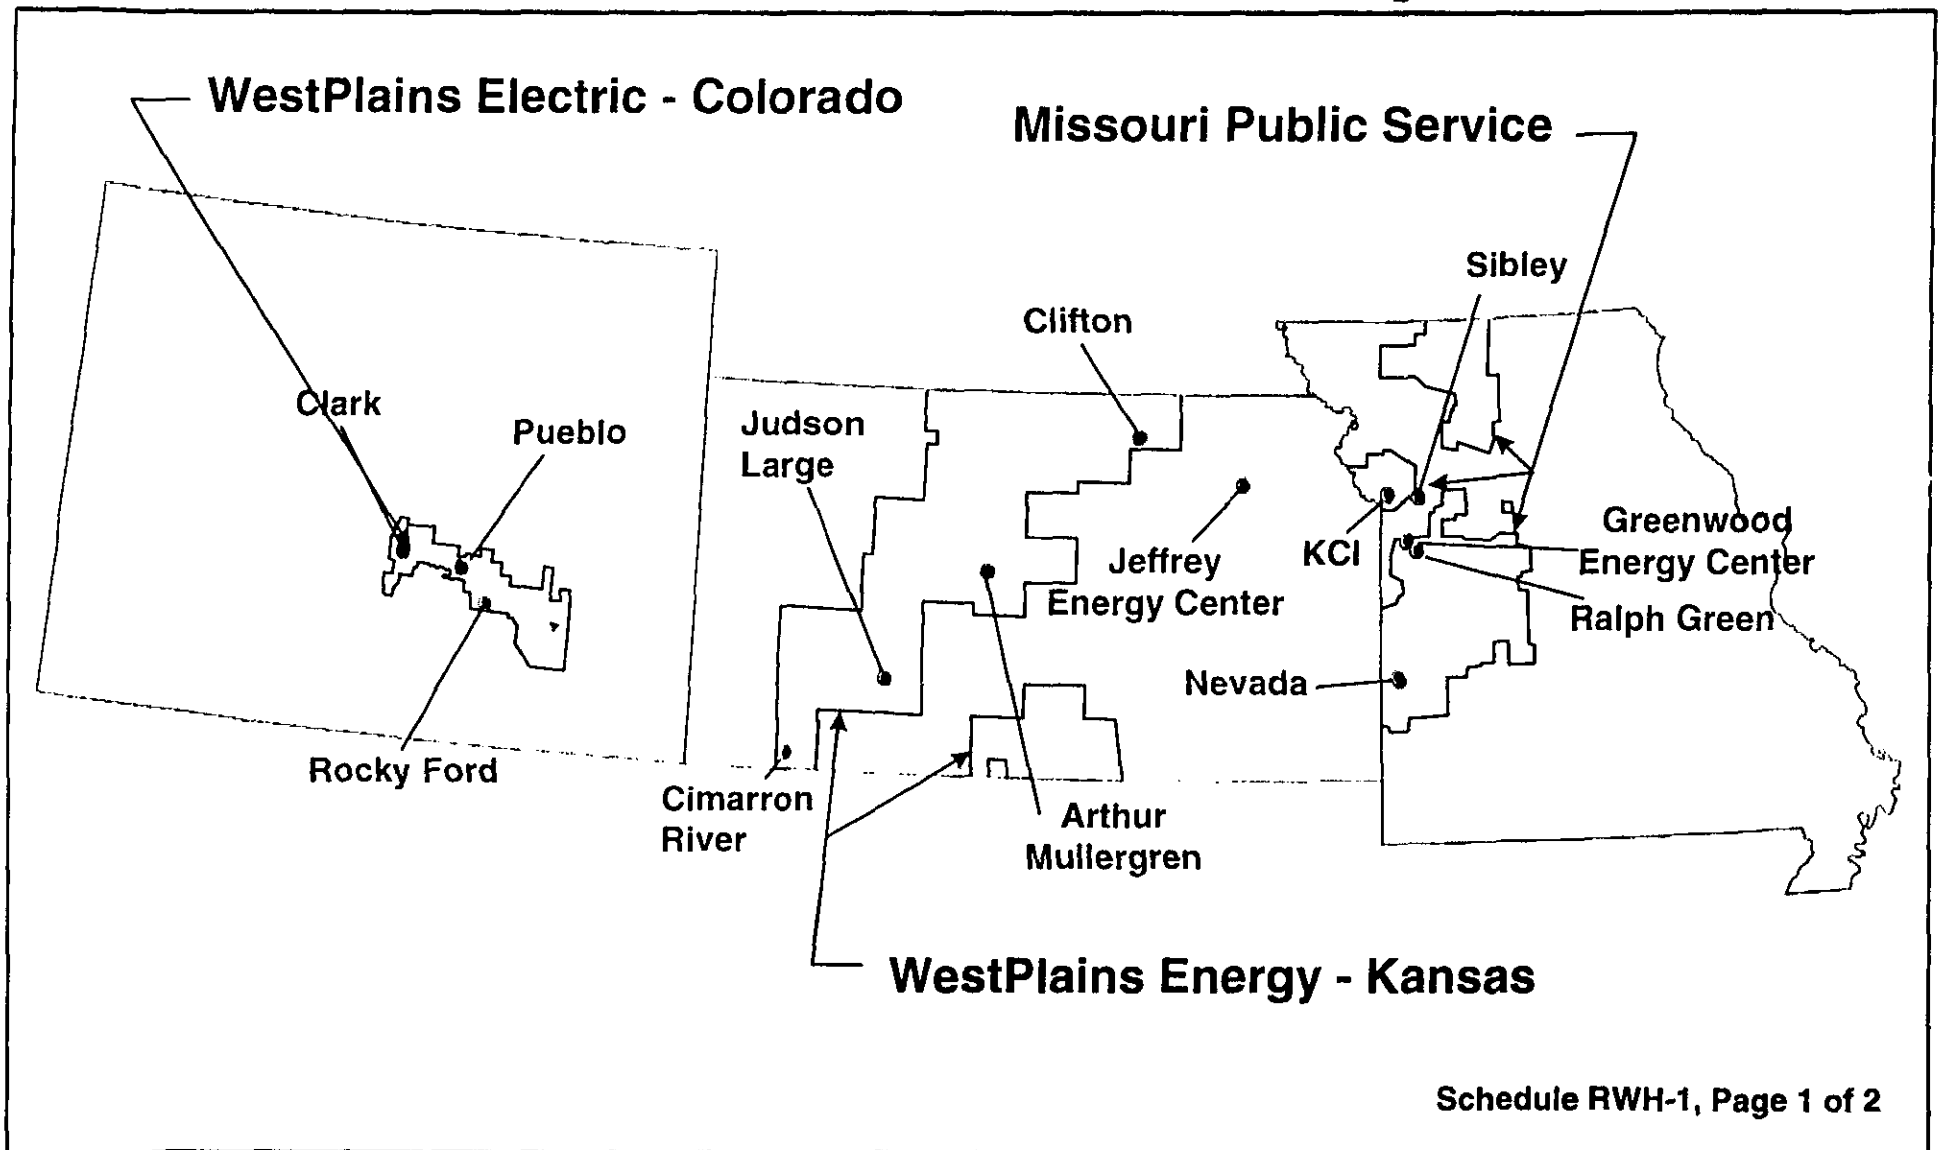 WestPlains Electric - Colorado
Missouri Public Service
Sibley
Clifton
Clark
Pueblo
Judson
Large
Greenwood
Energy Center
KCI
Jeffrey
Energy Center
Ralph Green
Nevada
Rocky Ford
Cimarron
River
Arthur
Mullergren
WestPlains Energy - Kansas
Schedule RWH-1, Page 1 of 2